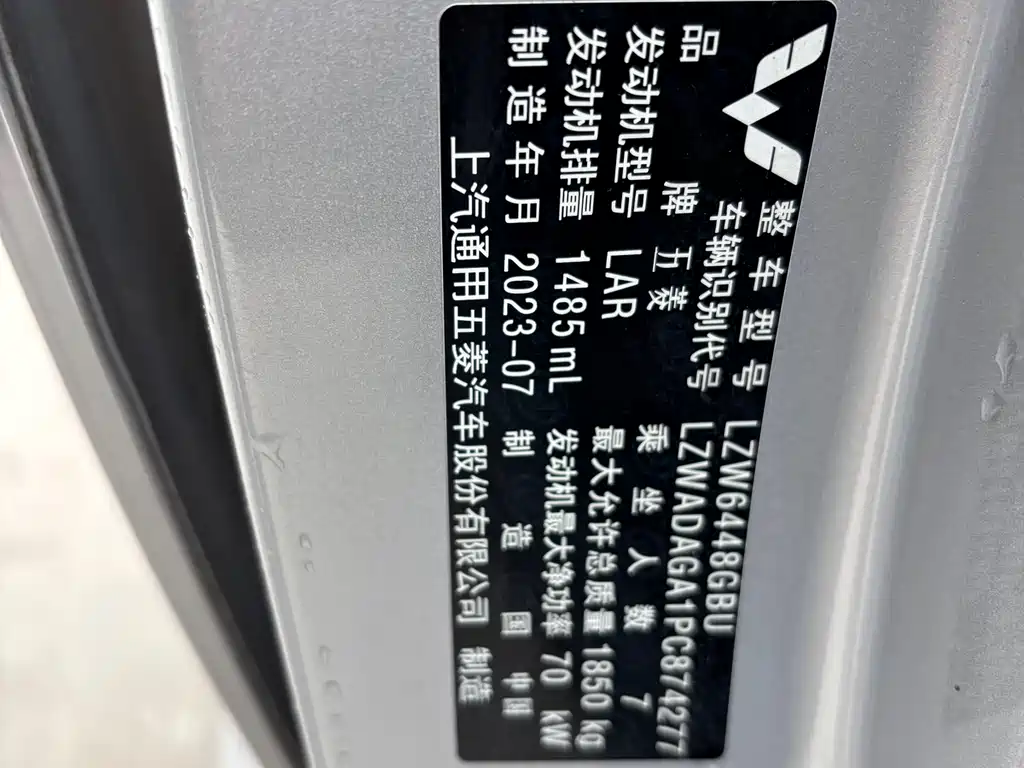 整车型号 LZW6448GBU
车辆识别代号 LZWADAGA1PC874277
品牌 五菱 乘坐人数 7
发动机型号 LAR 最大允许总质量 1850 kg
发动机排量 1485 mL 发动机最大净功率 70 kW
制造年月 2023-07 制造国 中国
上汽通用五菱汽车股份有限公司 制造